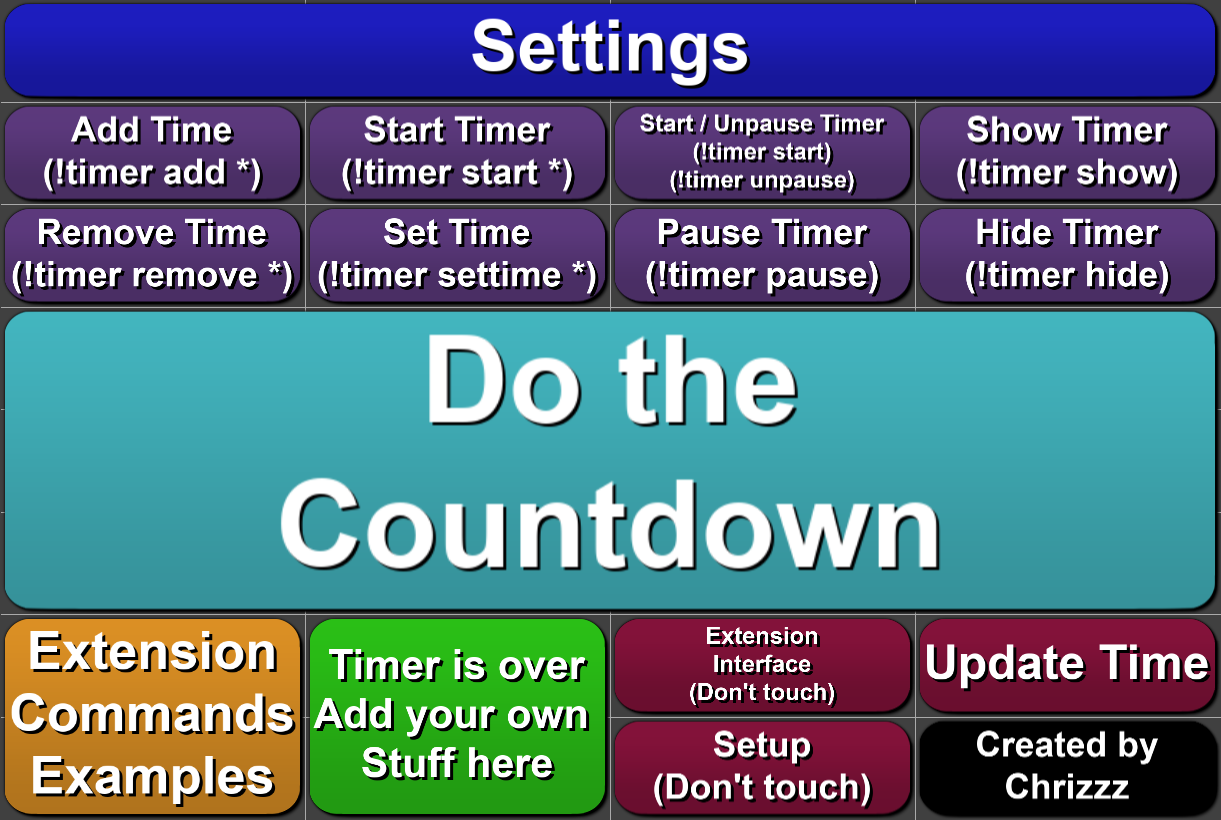 Settings
Add Time
(!timer add *)
Start Timer
(!timer start *)
Start / Unpause Timer
(!timer start)
(!timer unpause)
Show Timer
(!timer show)
Remove Time
(!timer remove *)
Set Time
(!timer settime *)
Pause Timer
(!timer pause)
Hide Timer
(!timer hide)
Do the
Countdown
Extension
Commands
Examples
Timer is over
Add your own
Stuff here
Extension
Interface
(Don't touch)
Update Time
Setup
(Don't touch)
Created by
Chrizzz